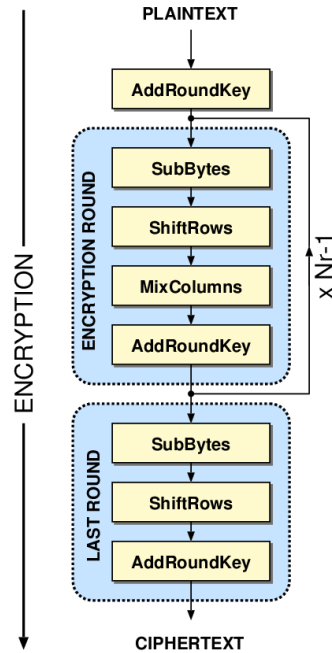 PLAINTEXT
AddRoundKey
ENCRYPTION ROUND
SubBytes
ShiftRows
MixColumns
AddRoundKey
x Nr-1
ENCRYPTION
LAST ROUND
SubBytes
ShiftRows
AddRoundKey
CIPHERTEXT